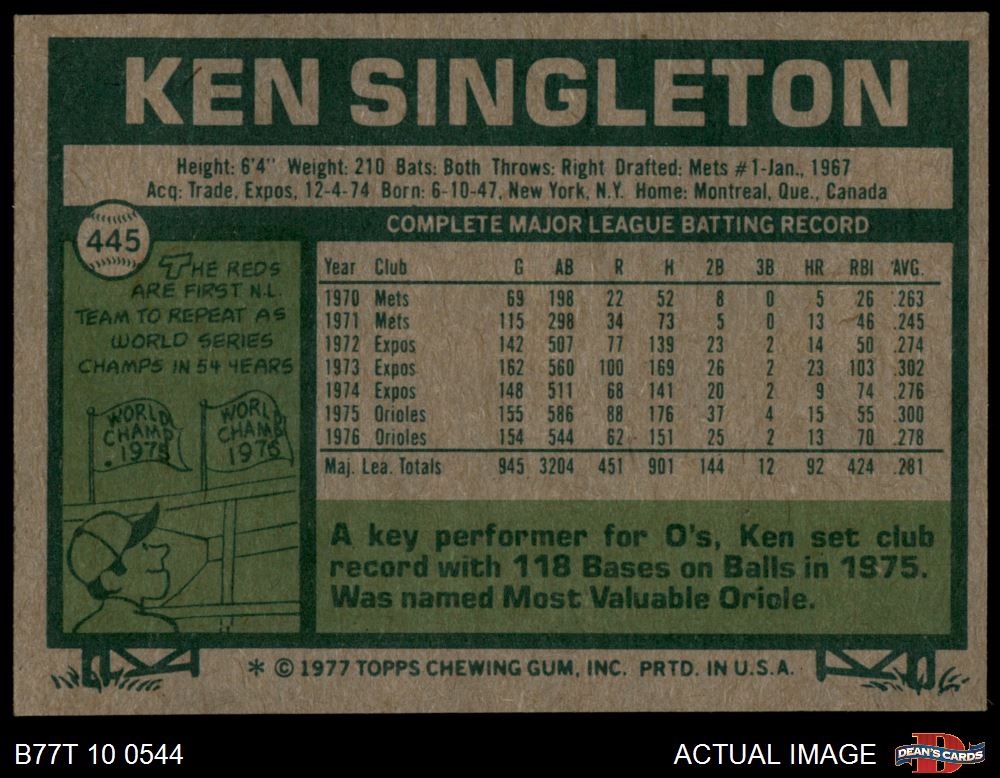 KEN SINGLETON
Height: 6'4" Weight: 210 Bats: Both Throws: Right Drafted: Mets #1-Jan., 1967
Acq: Trade, Expos, 12-4-74 Born: 6-10-47, New York, N.Y. Home: Montreal, Que., Canada
COMPLETE MAJOR LEAGUE BATTING RECORD
445
THE REDS
ARE FIRST N.L.
TEAM TO REPEAT AS
WORLD SERIES
CHAMPS IN 54 YEARS
WORLD
CHAMP
1975
WORLD
CHAMP
1976
Year Club G AB R H 2B 3B HR RBI AVG.
1970 Mets 69 198 22 52 8 0 5 26 .263
1971 Mets 115 298 34 73 5 0 13 46 .245
1972 Expos 142 507 77 139 23 2 14 50 .274
1973 Expos 162 560 100 169 26 2 23 103 .302
1974 Expos 148 511 68 141 20 2 9 74 .276
1975 Orioles 155 586 88 176 37 4 15 55 .300
1976 Orioles 154 544 62 151 25 2 13 70 .278
Maj. Lea. Totals 945 3204 451 901 144 12 92 424 .281
A key performer for O's, Ken set club
record with 118 Bases on Balls in 1975.
Was named Most Valuable Oriole.
* © 1977 TOPPS CHEWING GUM, INC. PRTD. IN U.S.A.
B77T 10 0544
ACTUAL IMAGE
DEAN'S CARDS